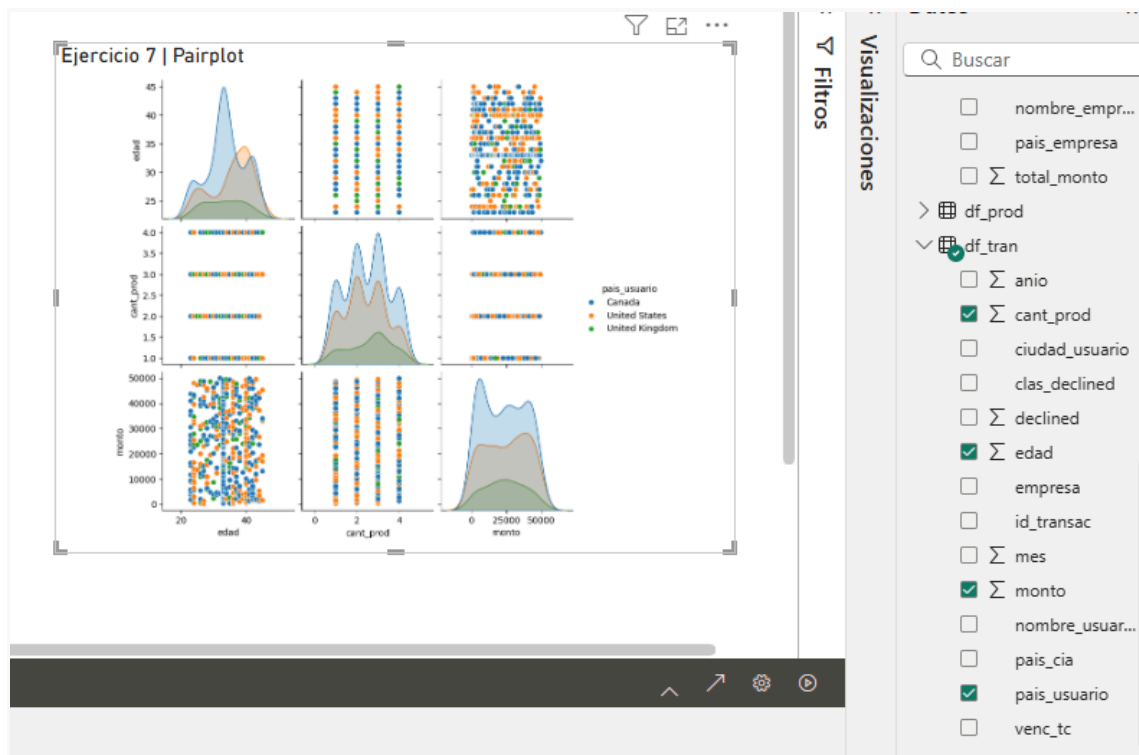 Ejercicio 7 | Pairplot
45
40
35
30
25
edad
4.0
3.5
3.0
2.5
2.0
1.5
1.0
cant_prod
50000
40000
30000
20000
10000
0
monto
20
40
edad
0
2
4
cant_prod
0
25000
50000
monto
pais_usuario
Canada
United States
United Kingdom
Filtros
Visualizaciones
Buscar
nombre_empr...
pais_empresa
∑ total_monto
df_prod
df_tran
∑ anio
∑ cant_prod
ciudad_usuario
clas_declined
∑ declined
∑ edad
empresa
id_transac
∑ mes
∑ monto
nombre_usuar...
pais_cia
pais_usuario
venc_tc